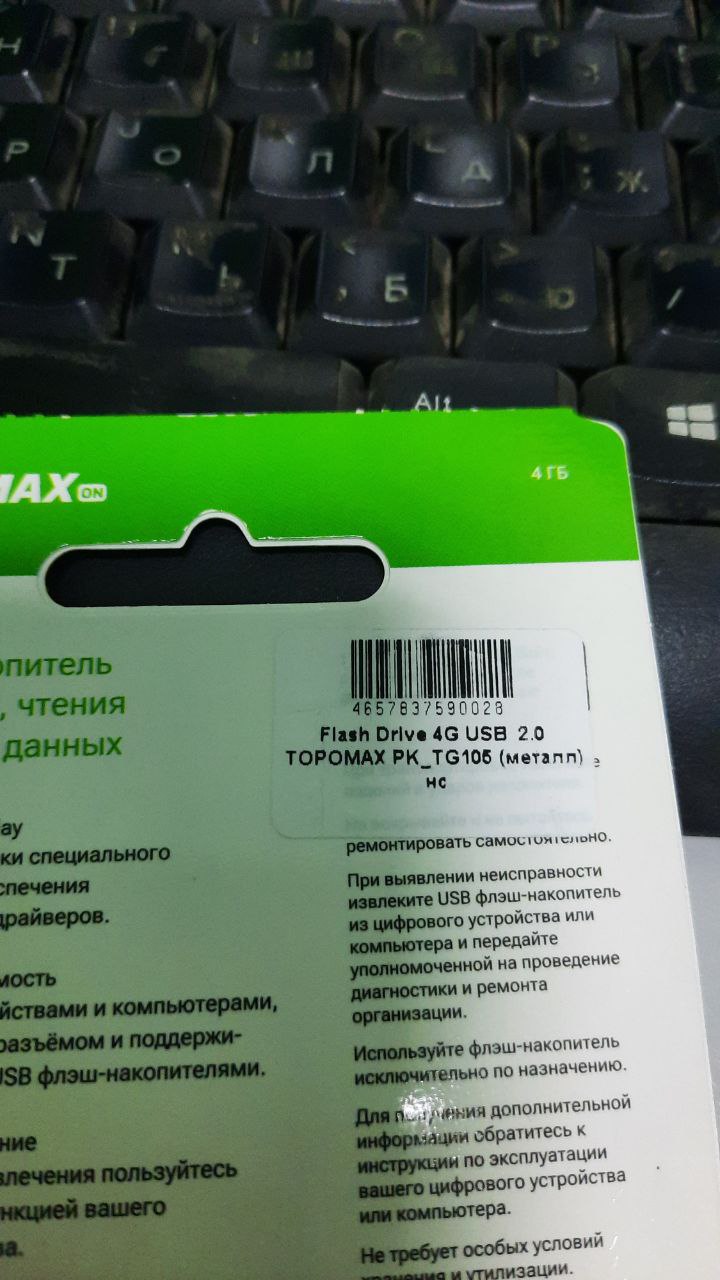 Н
Ш
Р
О
Л
Д
Ж
N
Т
Ь
,
Б
Ю
/
Alt
MAX ON
4 ГБ
4657837590028
Flash Drive 4G USB 2.0
TOPOMAX PK_TG105 (металл)
нс
опитель
, чтения
данных
ay
ки специального
спечения
драйверов.
мость
йствами и компьютерами,
разъёмом и поддержи-
USB флэш-накопителями.
ние
влечения пользуйтесь
нкцией вашего
ва.
ремонтировать самостоятельно.
При выявлении неисправности
извлеките USB флэш-накопитель
из цифрового устройства или
компьютера и передайте
уполномоченной на проведение
диагностики и ремонта
организации.
Используйте флэш-накопитель
исключительно по назначению.
Для получения дополнительной
информации обратитесь к
инструкции по эксплуатации
вашего цифрового устройства
или компьютера.
Не требует особых условий
хранения и утилизации.